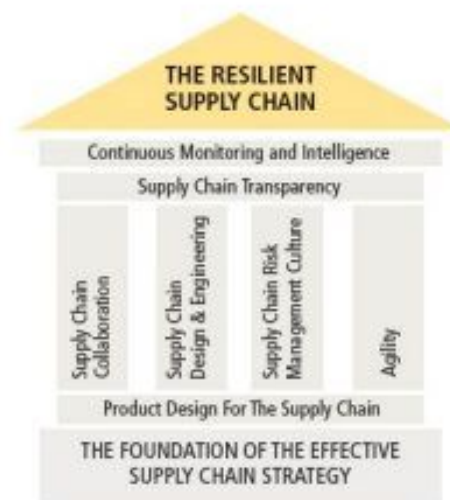 THE RESILIENT
SUPPLY CHAIN
Continuous Monitoring and Intelligence
Supply Chain Transparency
Supply Chain
Collaboration
Supply Chain
Design & Engineering
Supply Chain Risk
Management Culture
Agility
Product Design For The Supply Chain
THE FOUNDATION OF THE EFFECTIVE
SUPPLY CHAIN STRATEGY